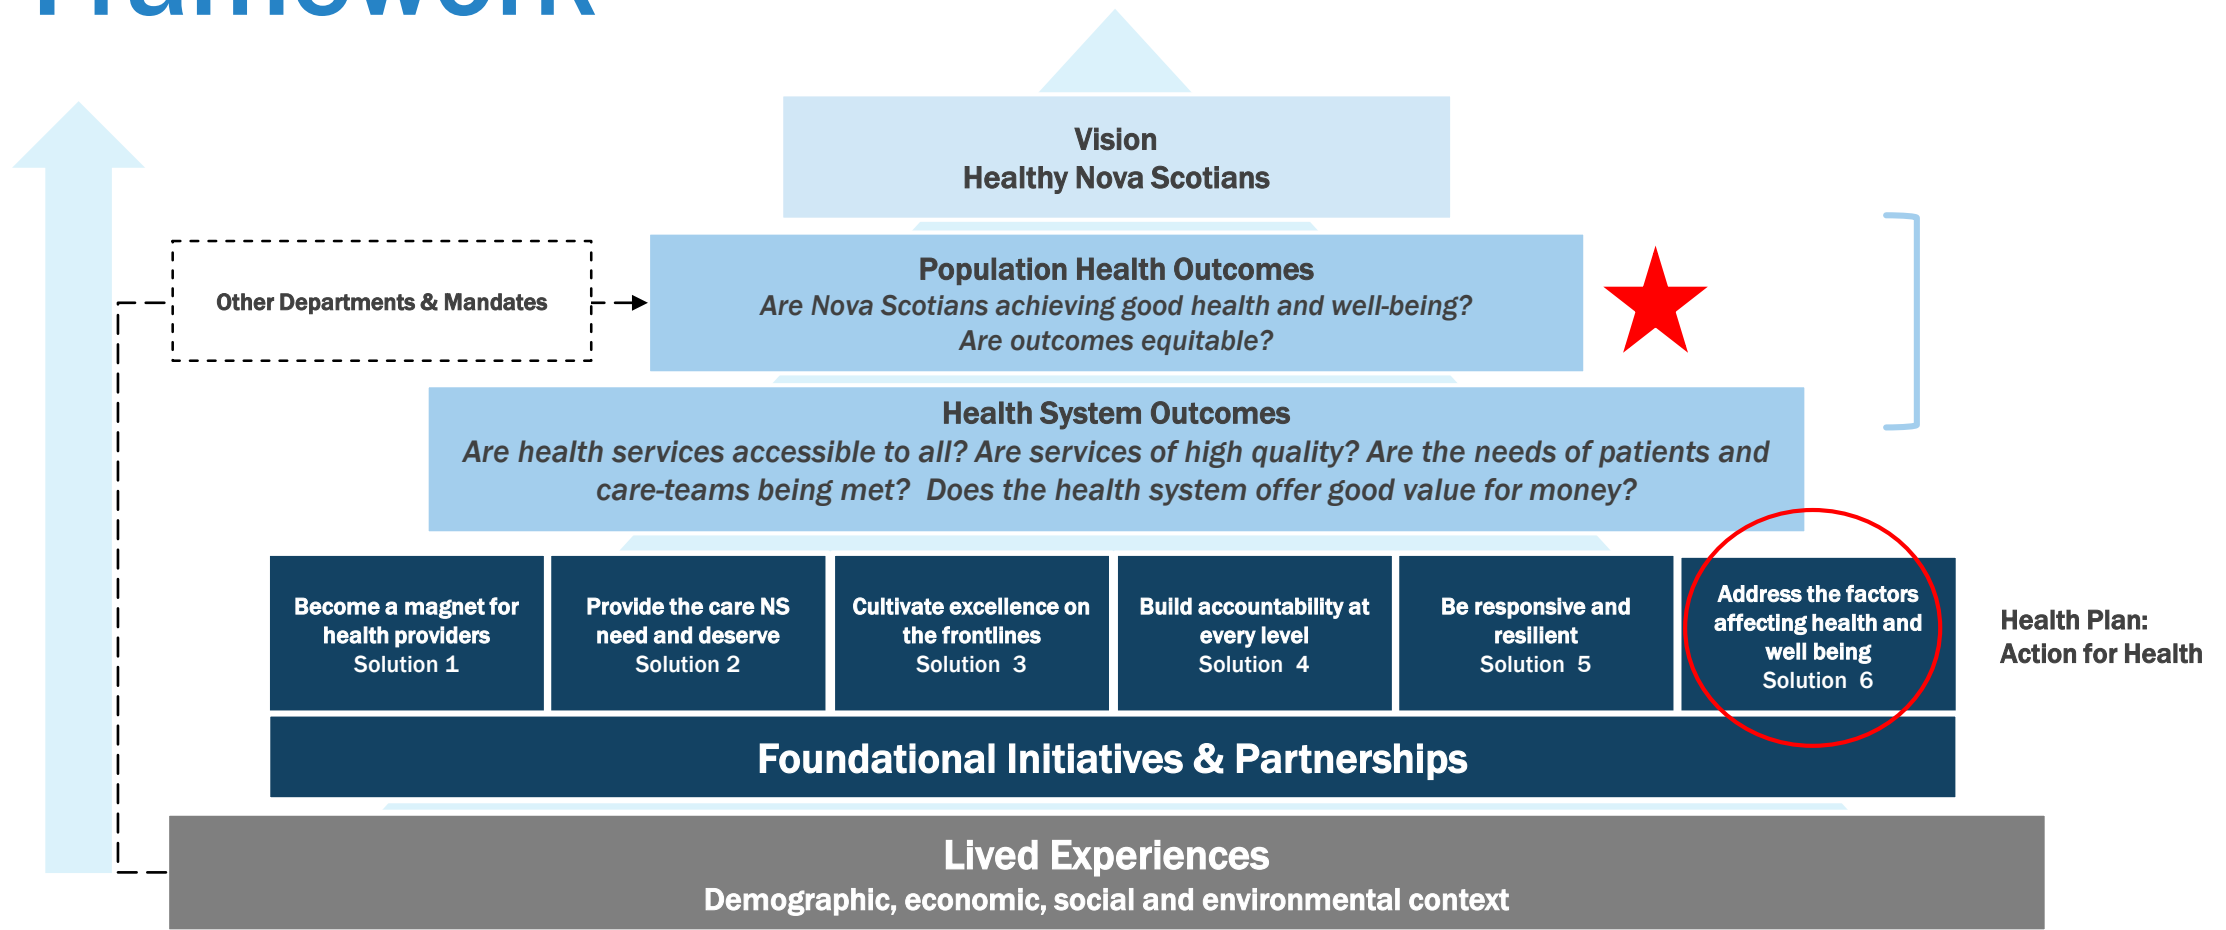 Framework
Vision
Healthy Nova Scotians
Other Departments & Mandates
Population Health Outcomes
Are Nova Scotians achieving good health and well-being?
Are outcomes equitable?
Health System Outcomes
Are health services accessible to all? Are services of high quality? Are the needs of patients and
care-teams being met? Does the health system offer good value for money?
Become a magnet for
health providers
Solution 1
Provide the care NS
need and deserve
Solution 2
Cultivate excellence on
the frontlines
Solution 3
Build accountability at
every level
Solution 4
Be responsive and
resilient
Solution 5
Address the factors
affecting health and
well being
Solution 6
Health Plan:
Action for Health
Foundational Initiatives & Partnerships
Lived Experiences
Demographic, economic, social and environmental context